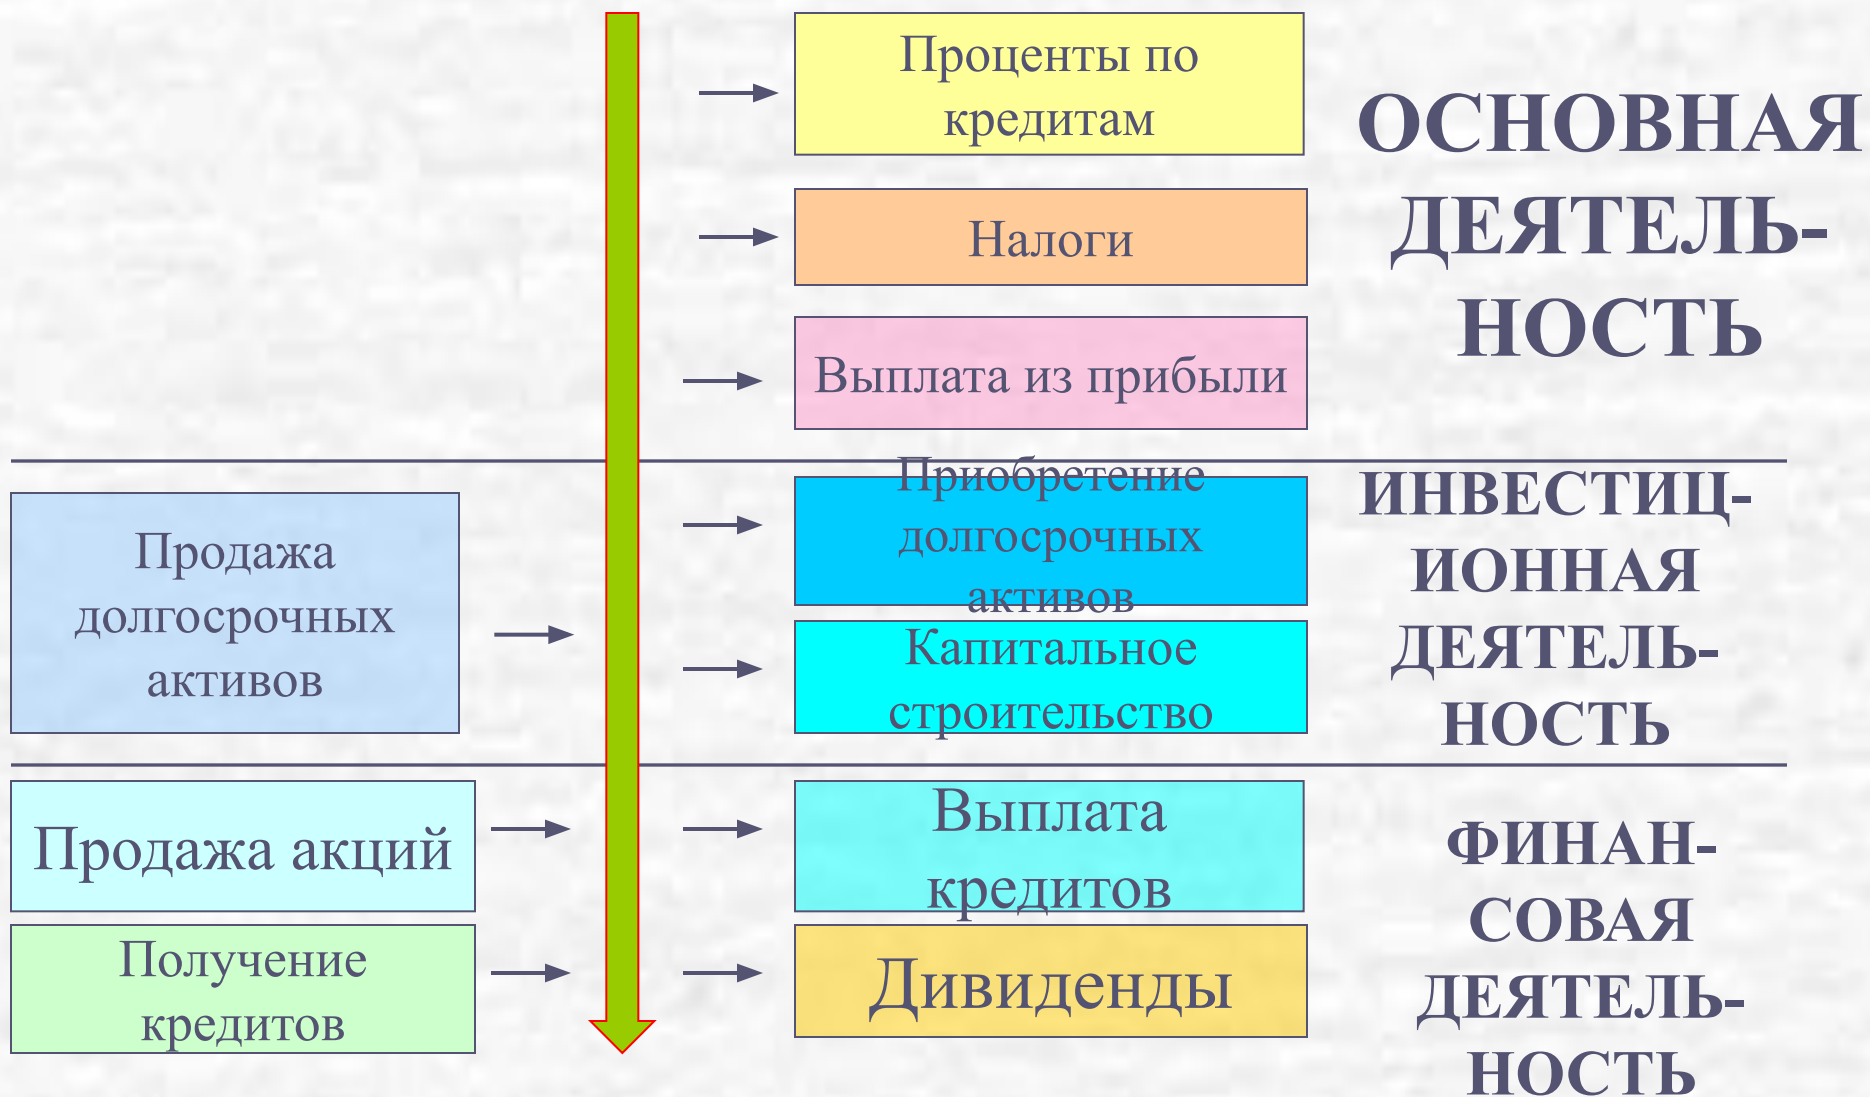 Проценты по
кредитам
Налоги
Выплата из прибыли
ОСНОВНАЯ
ДЕЯТЕЛЬ-
НОСТЬ
Продажа
долгосрочных
активов
Приобретение
долгосрочных
активов
Капитальное
строительство
ИНВЕСТИЦ-
ИОННАЯ
ДЕЯТЕЛЬ-
НОСТЬ
Продажа акций
Получение
кредитов
Выплата
кредитов
Дивиденды
ФИНАН-
СОВАЯ
ДЕЯТЕЛЬ-
НОСТЬ